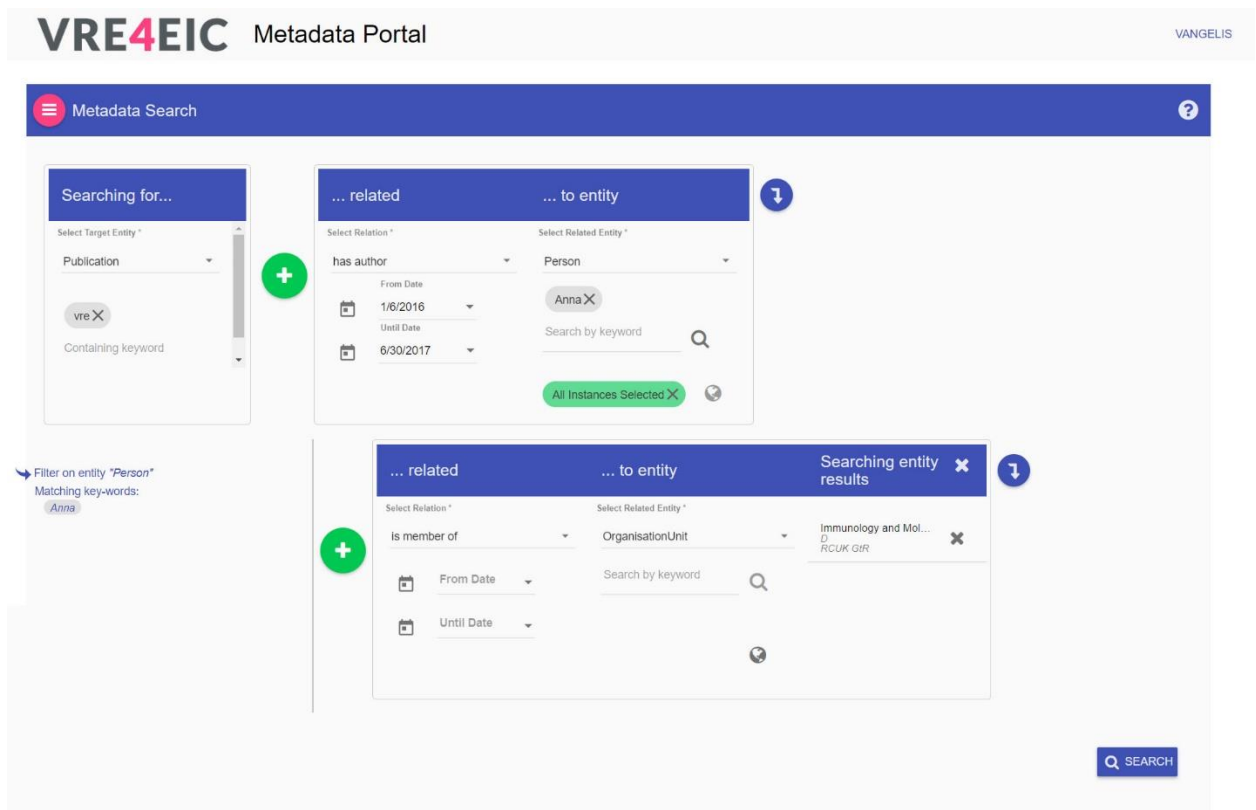 VRE4EIC Metadata Portal
VANGELIS
Metadata Search
Searching for...
Select Target Entity *
Publication
vre
Containing keyword
... related
... to entity
Select Relation *
Select Related Entity *
has author
Person
From Date
1/6/2016
Until Date
6/30/2017
Anna
Search by keyword
All Instances Selected
Filter on entity "Person"
Matching key-words:
Anna
... related
... to entity
Searching entity
results
Select Relation *
Select Related Entity *
is member of
OrganisationUnit
From Date
Until Date
Search by keyword
Immunology and Mol...
D
RCUK GtR
SEARCH